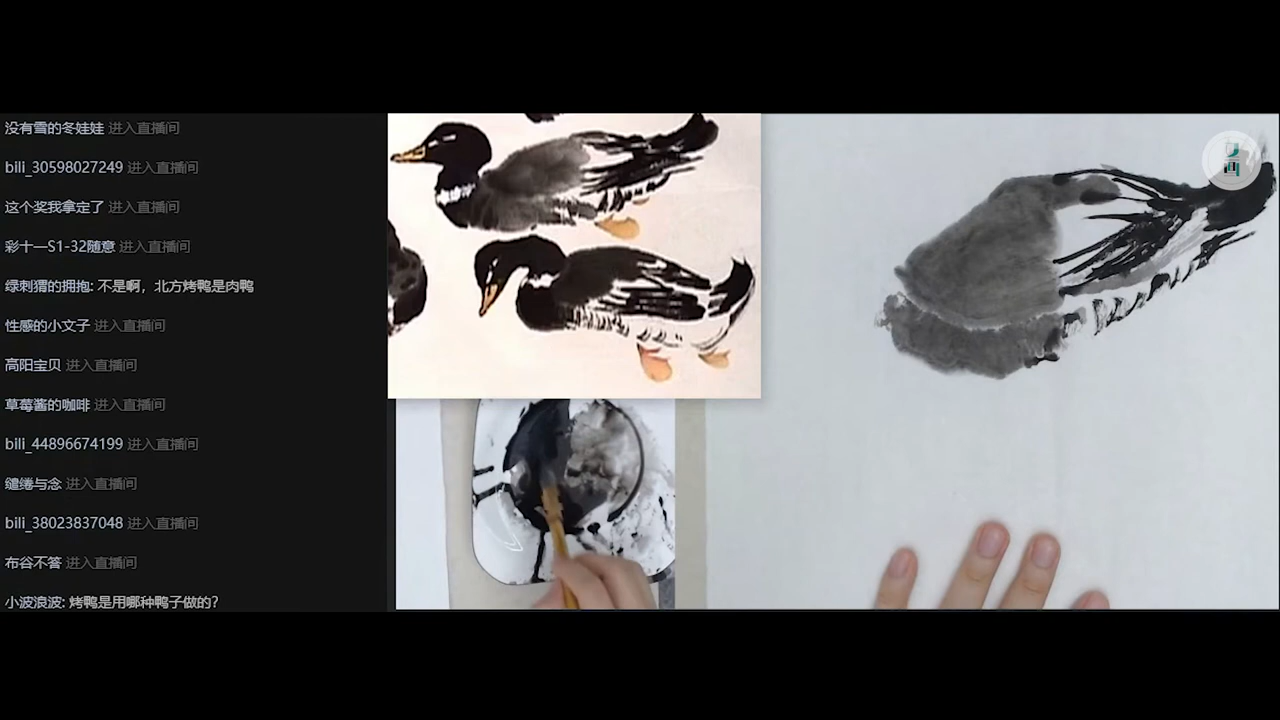 没有雪的冬娃娃 进入直播间
bili_30598027249 进入直播间
这个奖我拿定了 进入直播间
彩十一S1-32随意 进入直播间
绿刺猬的拥抱: 不是啊，北方烤鸭是肉鸭
性感的小文子 进入直播间
高阳宝贝 进入直播间
草莓酱的咖啡 进入直播间
bili_44896674199 进入直播间
缱绻与念 进入直播间
bili_38023837048 进入直播间
布谷不答 进入直播间
小波浪波: 烤鸭是用哪种鸭子做的?